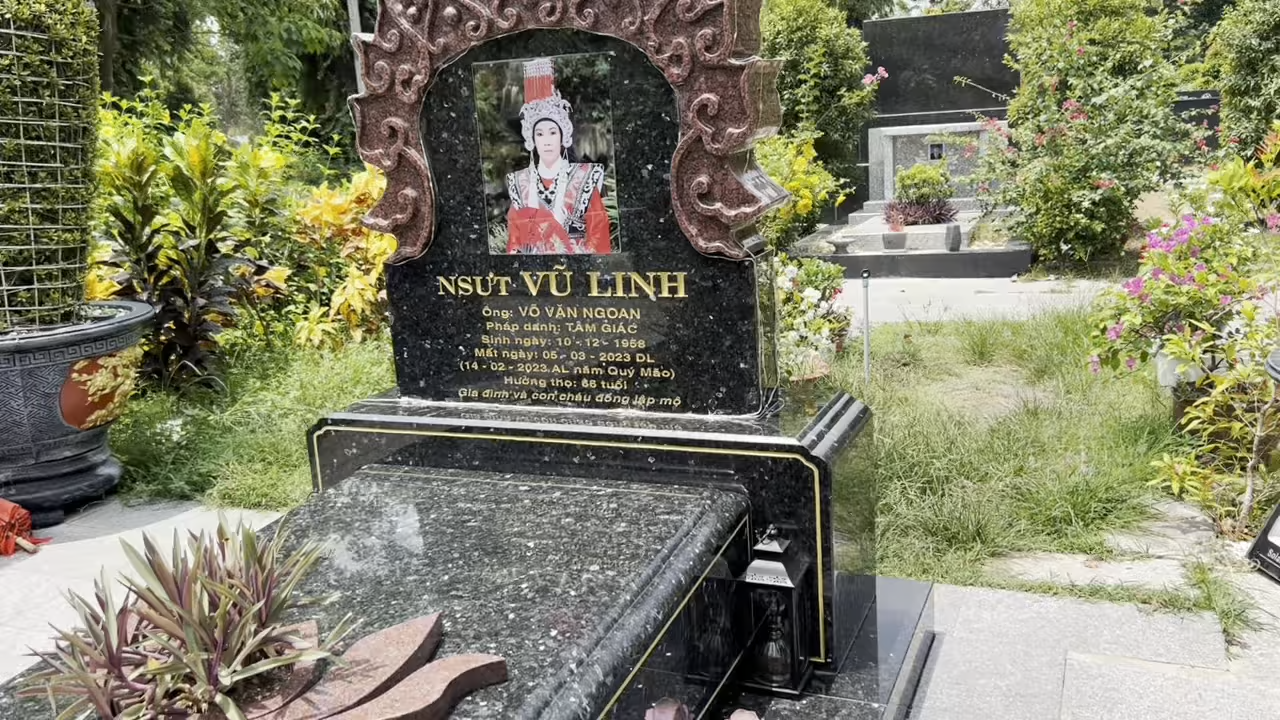 NSƯT VŨ LINH
Ông: VÕ VĂN NGOAN
Pháp danh: TÂM GIÁC
Sinh ngày: 10 - 12 - 1958
Mất ngày: 05 - 03 - 2023 DL
(14 - 02 - 2023 AL năm Quý Mão)
Hưởng thọ: 66 tuổi
Gia đình và con cháu đồng lập mộ